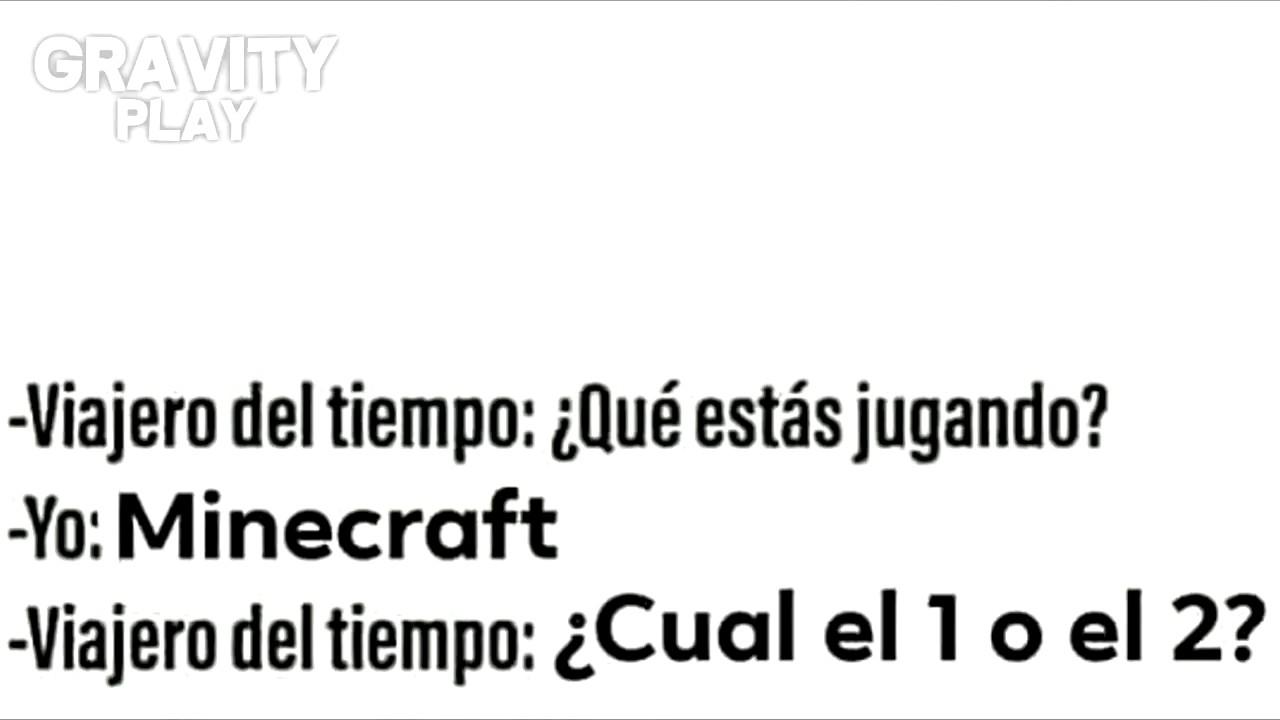 GRAVITY
PLAY
-Viajero del tiempo: ¿Qué estás jugando?
-Yo: Minecraft
-Viajero del tiempo: ¿Cual el 1 o el 2?